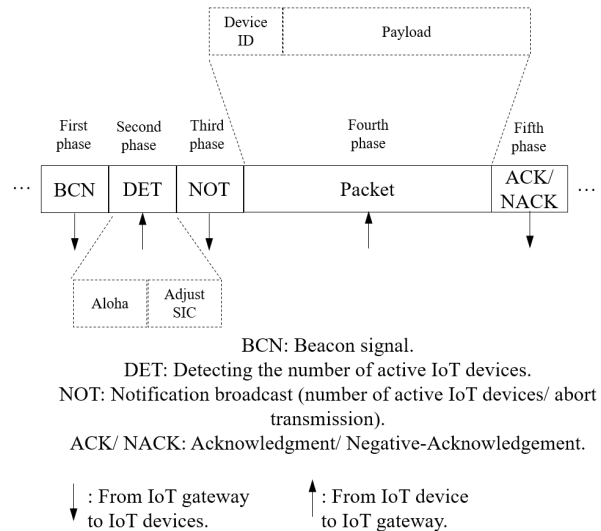 Device ID
Payload
First phase
Second phase
Third phase
Fourth phase
Fifth phase
...
BCN
DET
NOT
Packet
ACK/ NACK
...
Aloha
Adjust SIC
BCN: Beacon signal.
DET: Detecting the number of active IoT devices.
NOT: Notification broadcast (number of active IoT devices/ abort
transmission).
ACK/ NACK: Acknowledgment/ Negative-Acknowledgement.
: From IoT gateway
to IoT devices.
: From IoT device
to IoT gateway.